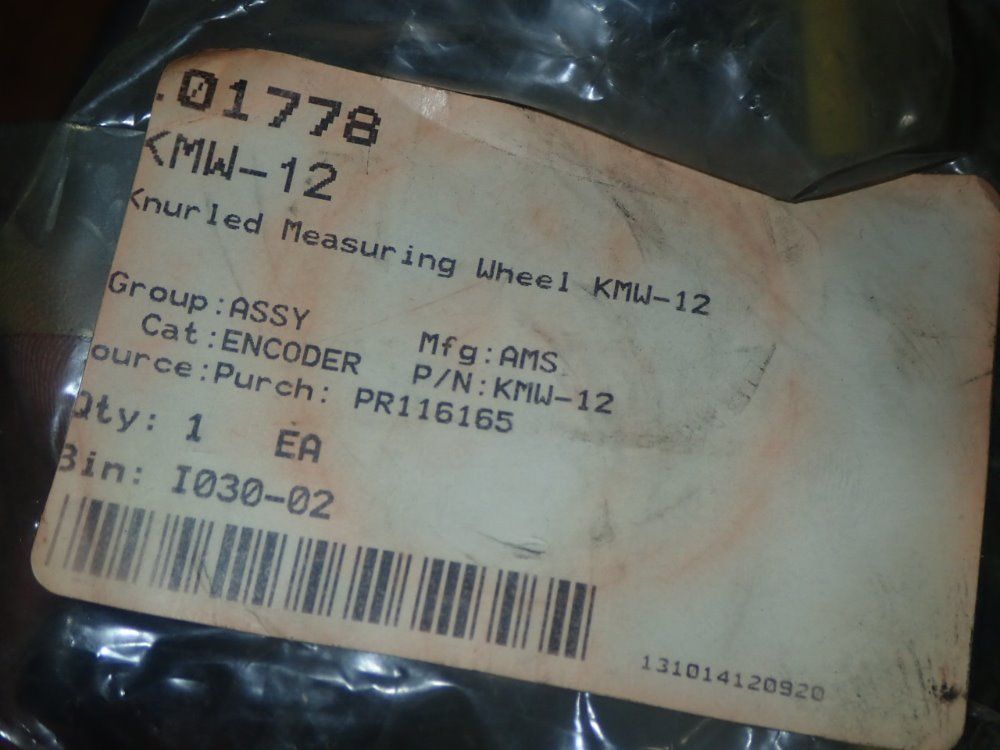 .01778
KMW-12
Knurled Measuring Wheel KMW-12
Group:ASSY
Cat:ENCODER Mfg:AMS
ource:Purch: P/N:KMW-12
PR116165
Qty: 1 EA
Bin: I030-02
131014120920